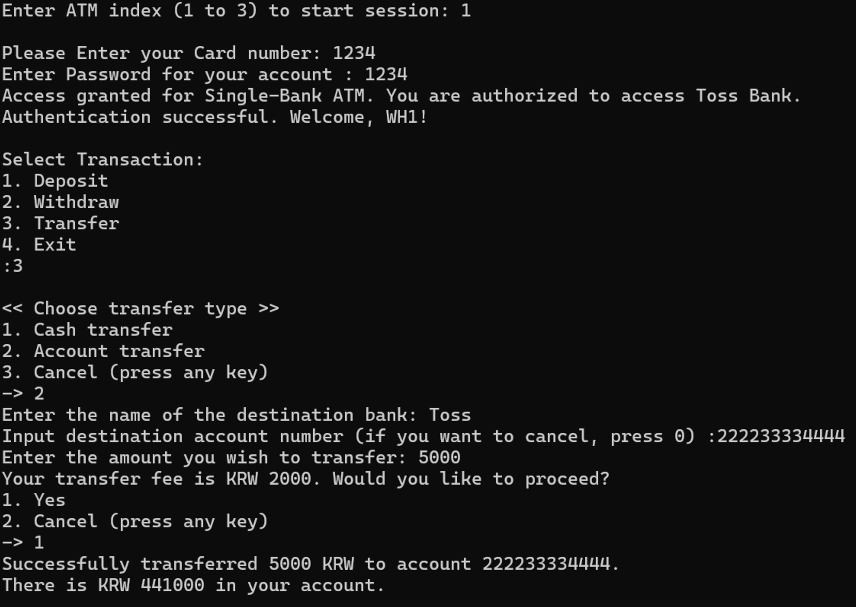 Enter ATM index (1 to 3) to start session: 1
Please Enter your Card number: 1234
Enter Password for your account : 1234
Access granted for Single-Bank ATM. You are authorized to access Toss Bank.
Authentication successful. Welcome, WH1!
Select Transaction:
1. Deposit
2. Withdraw
3. Transfer
4. Exit
:3
<< Choose transfer type >>
1. Cash transfer
2. Account transfer
3. Cancel (press any key)
-> 2
Enter the name of the destination bank: Toss
Input destination account number (if you want to cancel, press 0) :222233334444
Enter the amount you wish to transfer: 5000
Your transfer fee is KRW 2000. Would you like to proceed?
1. Yes
2. Cancel (press any key)
-> 1
Successfully transferred 5000 KRW to account 222233334444.
There is KRW 441000 in your account.